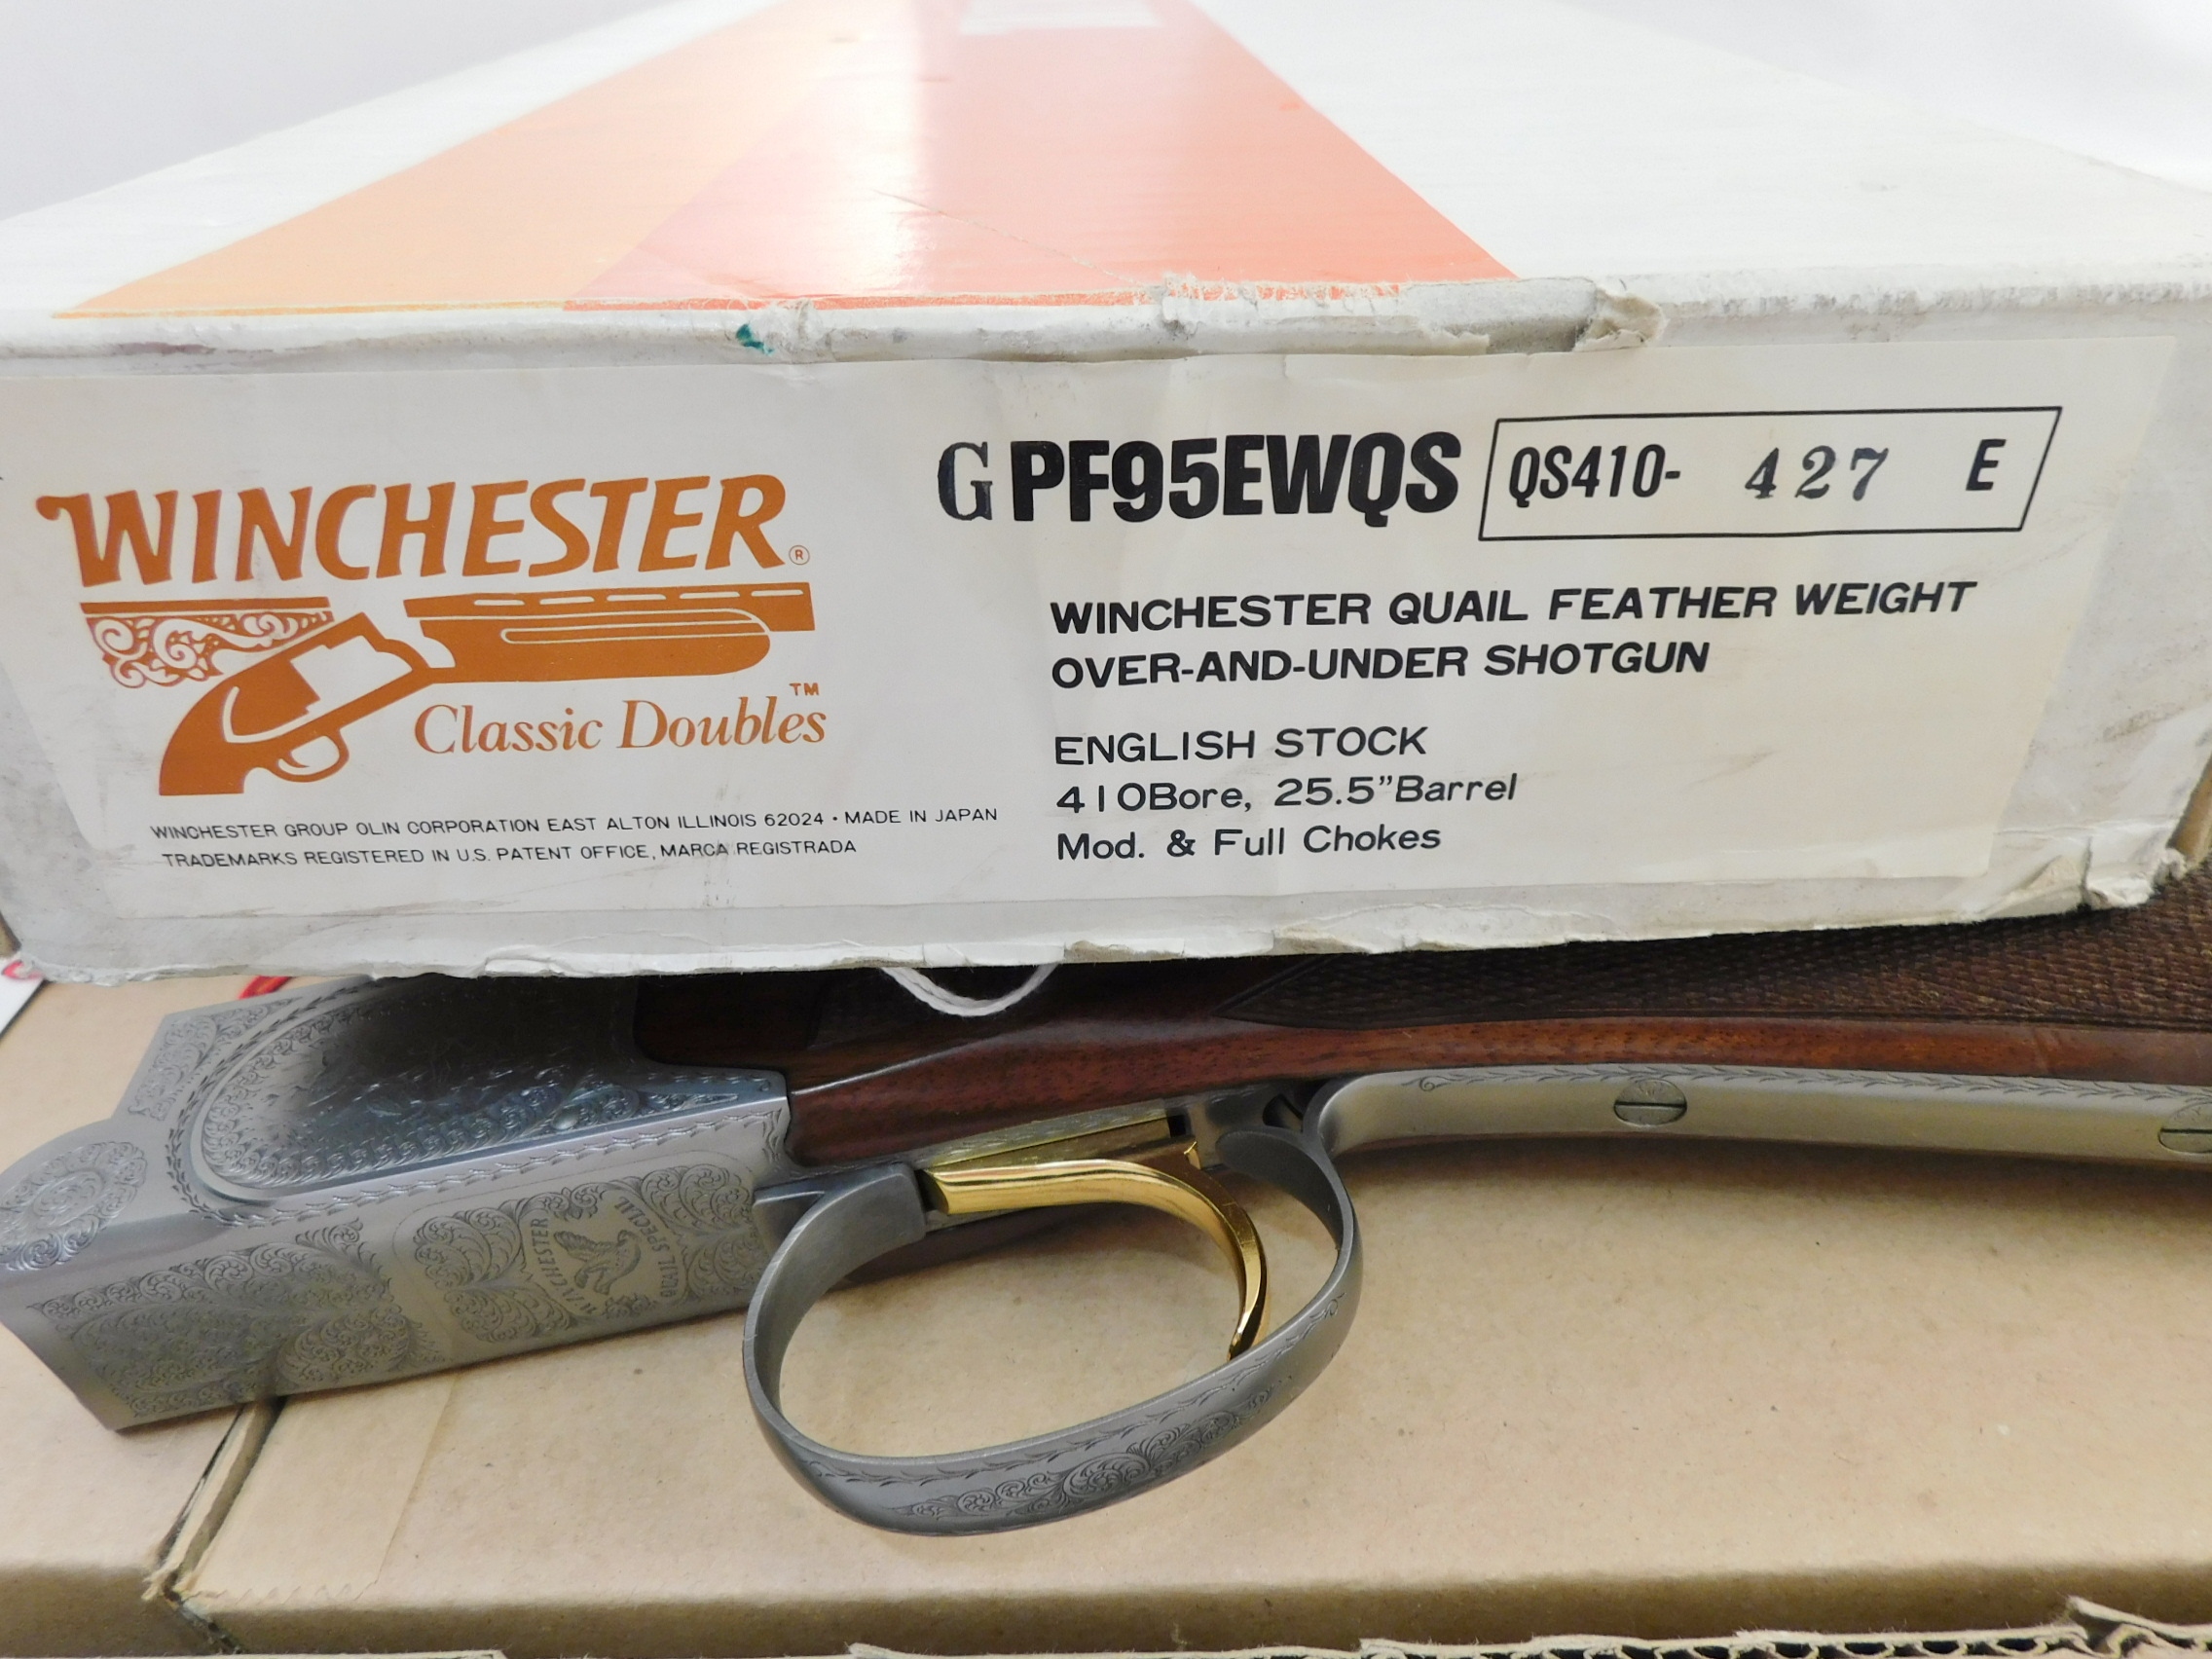 WINCHESTER®
Classic Doubles™
WINCHESTER GROUP OLIN CORPORATION EAST ALTON ILLINOIS 62024 • MADE IN JAPAN
TRADEMARKS REGISTERED IN U.S. PATENT OFFICE, MARCA REGISTRADA
GPF95EWQS QS410- 427 E
WINCHESTER QUAIL FEATHER WEIGHT
OVER-AND-UNDER SHOTGUN
ENGLISH STOCK
410Bore, 25.5"Barrel
Mod. & Full Chokes
WINCHESTER
QUAIL SPECIAL